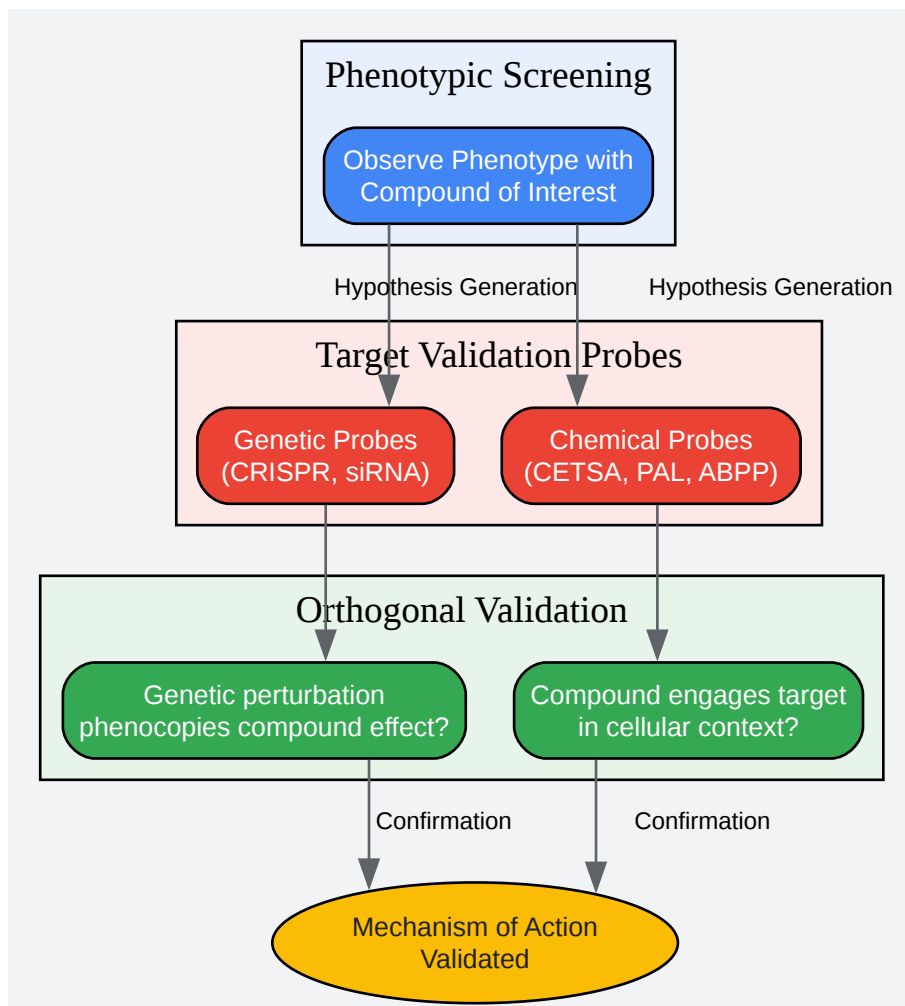 Phenotypic Screening
Observe Phenotype with
Compound of Interest
Hypothesis Generation
Hypothesis Generation
Target Validation Probes
Genetic Probes
(CRISPR, siRNA)
Chemical Probes
(CETSA, PAL, ABPP)
Orthogonal Validation
Genetic perturbation
phenocopies compound effect?
Compound engages target
in cellular context?
Confirmation
Confirmation
Mechanism of Action
Validated